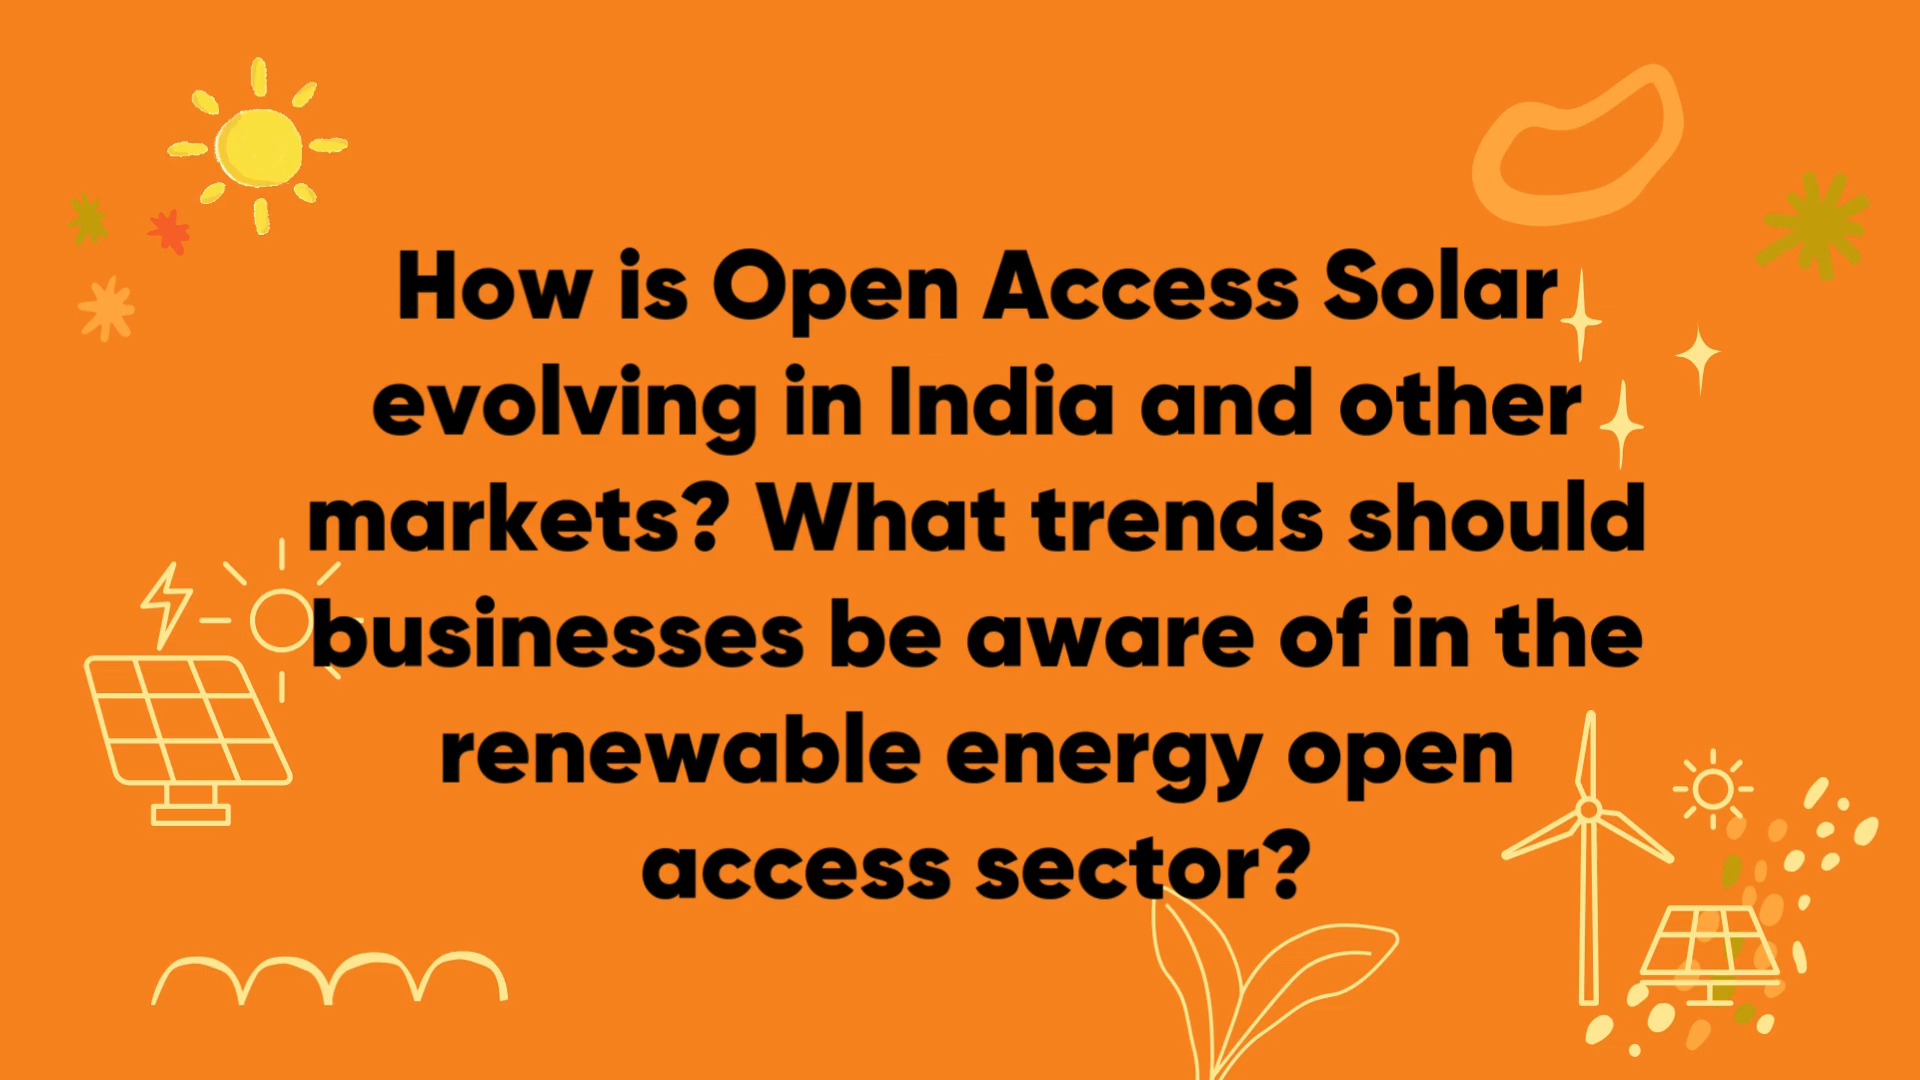 How is Open Access Solar
evolving in India and other
markets? What trends should
businesses be aware of in the
renewable energy open
access sector?